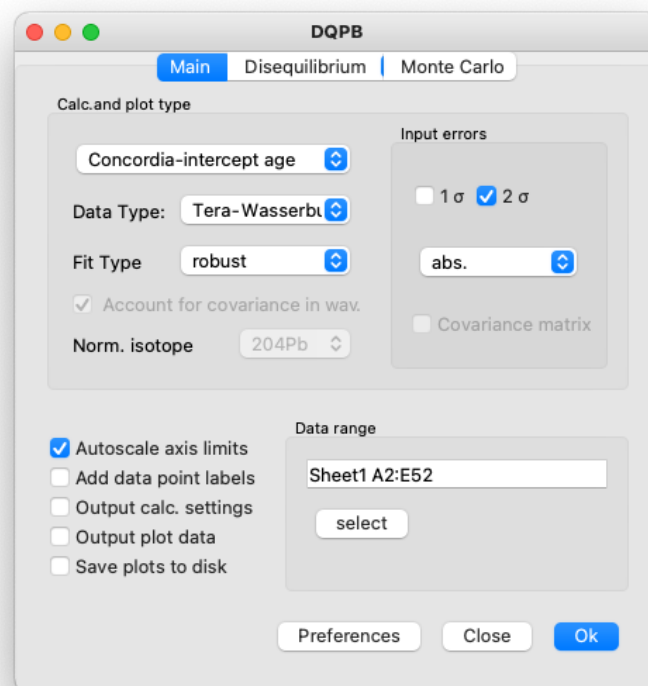 DQPB
Main Disequilibrium Monte Carlo
Calc.and plot type
Concordia-intercept age
Data Type: Tera-Wasserbu
Fit Type robust
Account for covariance in wav.
Norm. isotope 204Pb
Input errors
1 σ 2 σ
abs.
Covariance matrix
Autoscale axis limits
Add data point labels
Output calc. settings
Output plot data
Save plots to disk
Data range
Sheet1 A2:E52
select
Preferences Close Ok